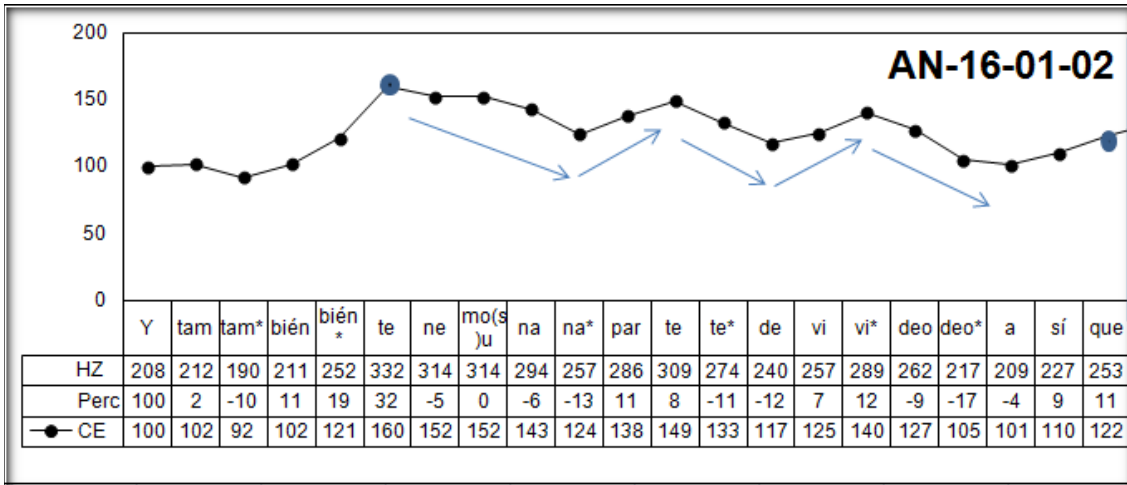 AN-16-01-02
200
150
100
50
0
Y tam tam* bién bién* te ne mo(s)u na na* par te te* de vi vi* deo deo* a sí que
HZ 208 212 190 211 252 332 314 314 294 257 286 309 274 240 257 289 262 217 209 227 253
Perc 100 2 -10 11 19 32 -5 0 -6 -13 11 8 -11 -12 7 12 -9 -17 -4 9 11
CE 100 102 92 102 121 160 152 152 143 124 138 149 133 117 125 140 127 105 101 110 122